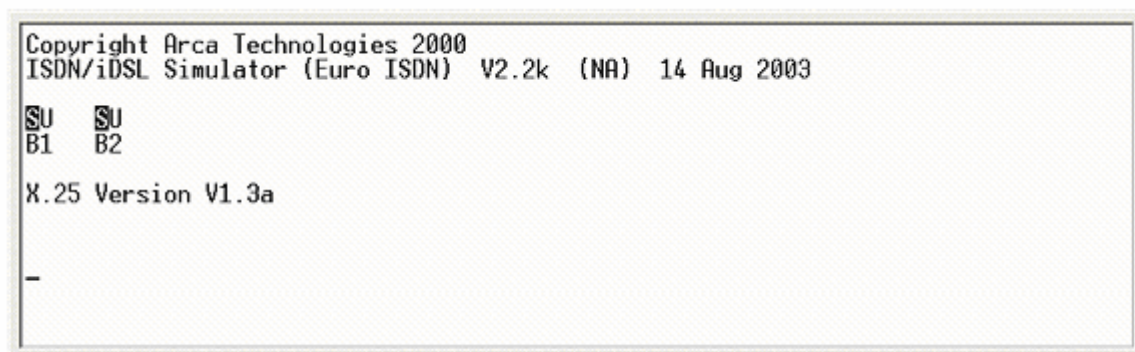 Copyright Arca Technologies 2000
ISDN/iDSL Simulator (Euro ISDN) V2.2k (NA) 14 Aug 2003
SU SU
B1 B2
X.25 Version V1.3a